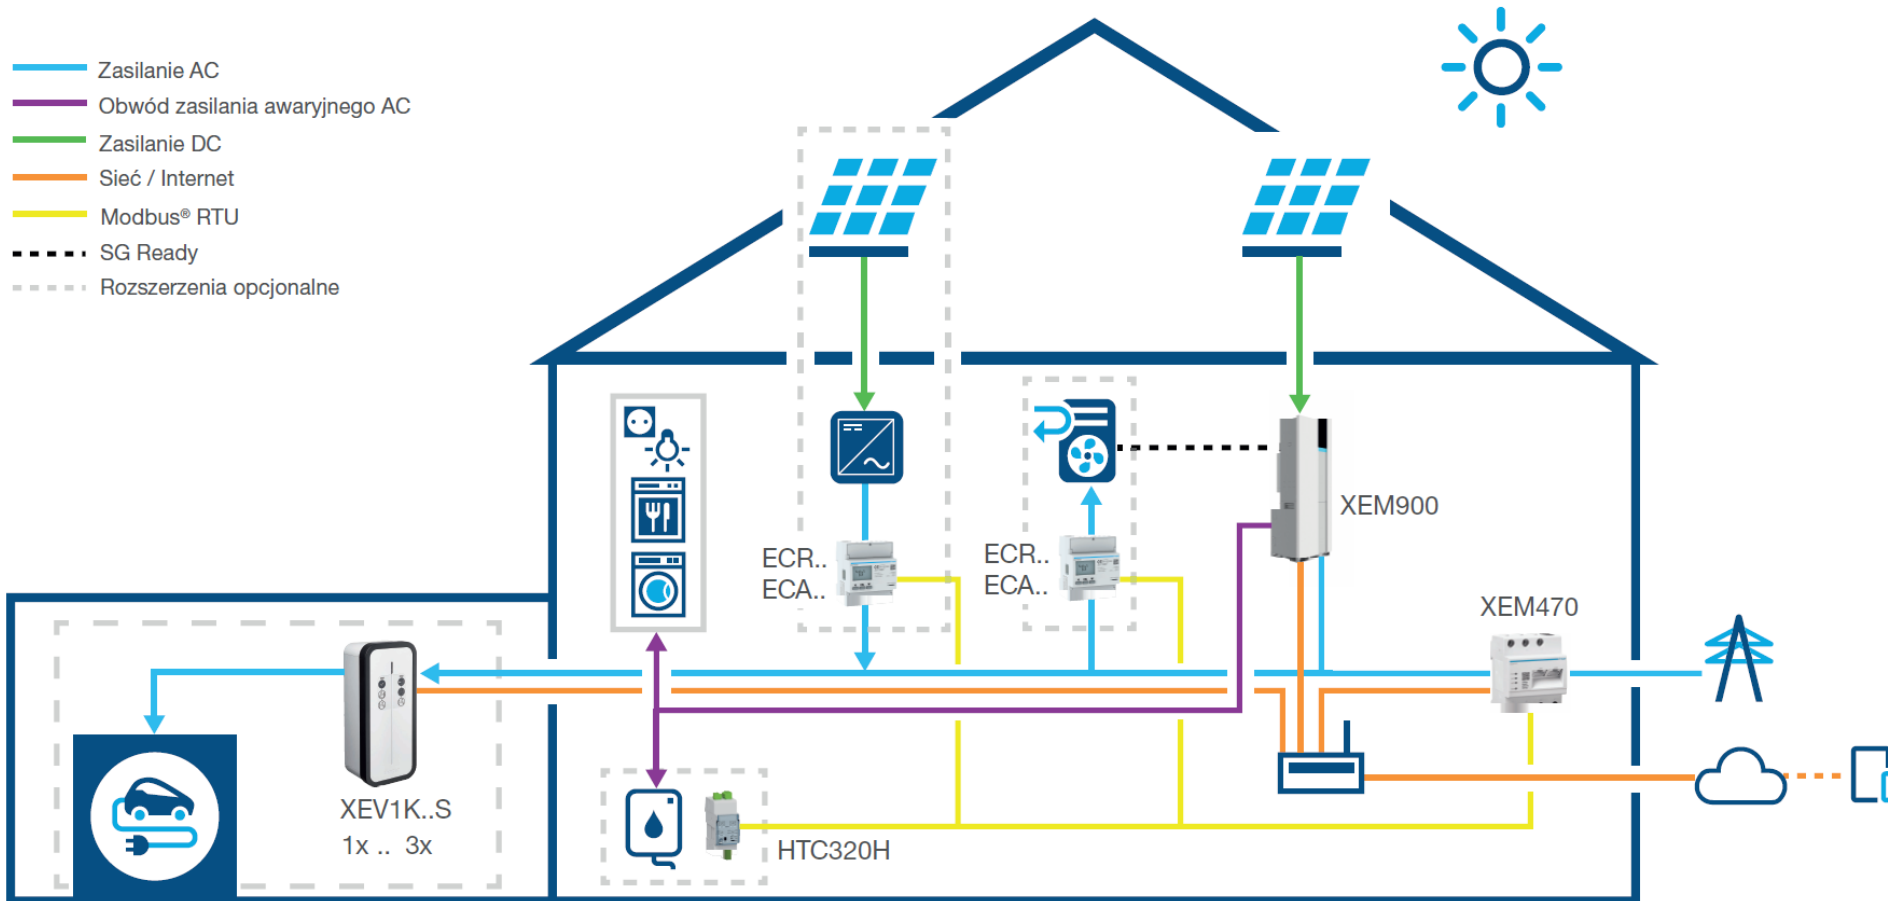 Zasilanie AC
Obwód zasilania awaryjnego AC
Zasilanie DC
Sieć / Internet
Modbus® RTU
SG Ready
Rozszerzenia opcjonalne
XEM900
ECR..
ECA..
ECR..
ECA..
XEM470
XEV1K..S
1x .. 3x
HTC320H